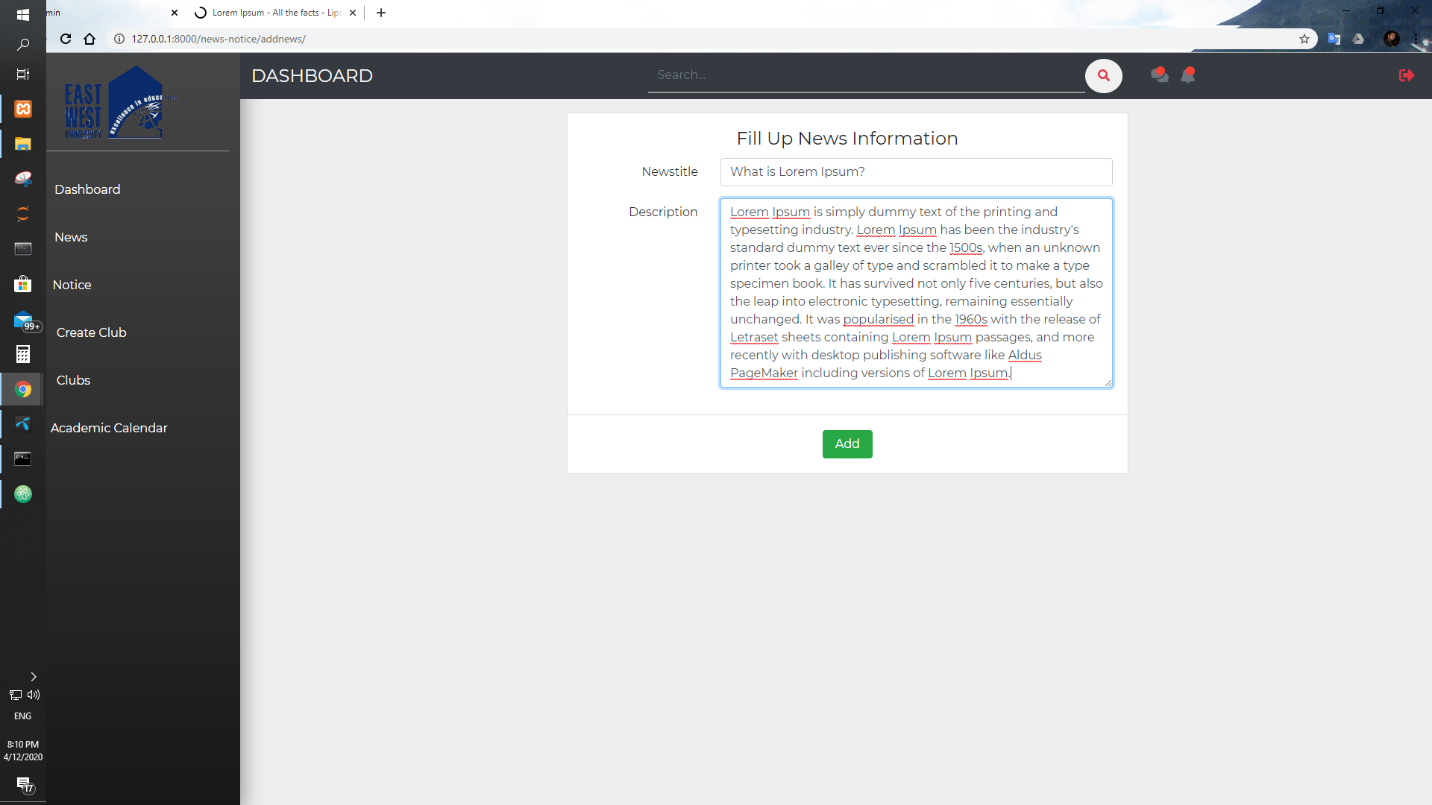 min
Lorem Ipsum - All the facts - Lips
127.0.0.1:8000/news-notice/addnews/
EAST
WEST
UNIVERSITY
excellence in education
DASHBOARD
Search...
Dashboard
News
Notice
Create Club
Clubs
Academic Calendar
Fill Up News Information
Newstitle
What is Lorem Ipsum?
Description
Lorem Ipsum is simply dummy text of the printing and
typesetting industry. Lorem Ipsum has been the industry's
standard dummy text ever since the 1500s, when an unknown
printer took a galley of type and scrambled it to make a type
specimen book. It has survived not only five centuries, but also
the leap into electronic typesetting, remaining essentially
unchanged. It was popularised in the 1960s with the release of
Letraset sheets containing Lorem Ipsum passages, and more
recently with desktop publishing software like Aldus
PageMaker including versions of Lorem Ipsum.
Add
99+
ENG
8:10 PM
4/12/2020
17